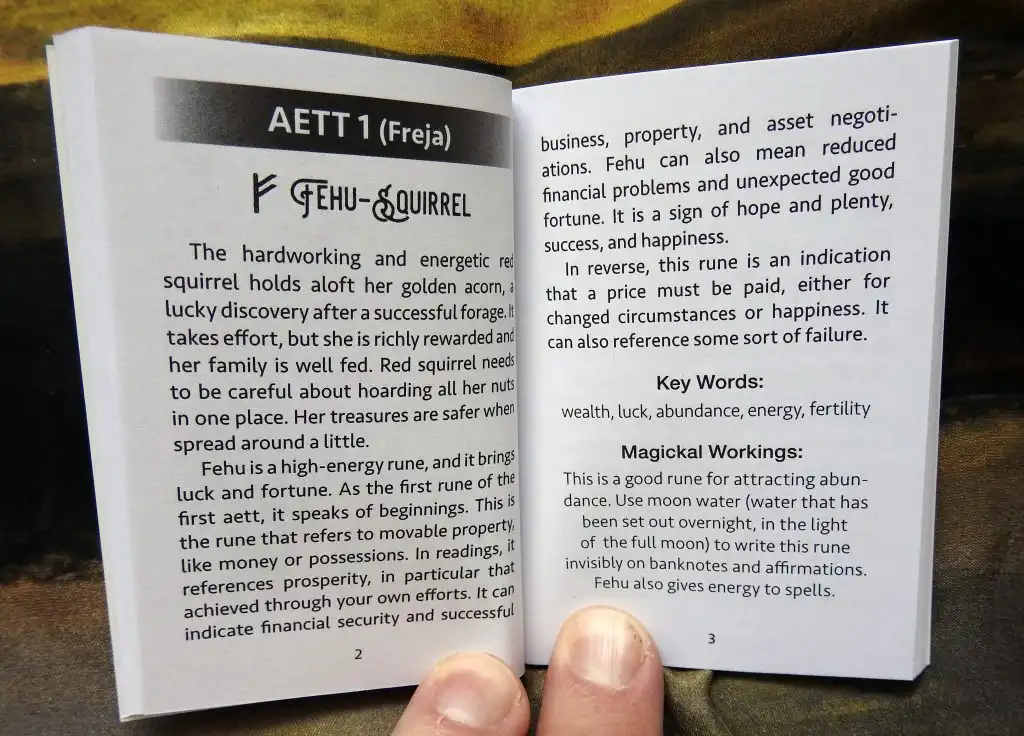 AETT 1 (Freja)
ᚠ FEHU-SQUIRREL
The hardworking and energetic red
squirrel holds aloft her golden acorn, a
lucky discovery after a successful forage. It
takes effort, but she is richly rewarded and
her family is well fed. Red squirrel needs
to be careful about hoarding all her nuts
in one place. Her treasures are safer when
spread around a little.
Fehu is a high-energy rune, and it brings
luck and fortune. As the first rune of the
first aett, it speaks of beginnings. This is
the rune that refers to movable property,
like money or possessions. In readings, it
references prosperity, in particular that
achieved through your own efforts. It can
indicate financial security and successful
2
business, property, and asset negoti-
ations. Fehu can also mean reduced
financial problems and unexpected good
fortune. It is a sign of hope and plenty,
success, and happiness.
In reverse, this rune is an indication
that a price must be paid, either for
changed circumstances or happiness. It
can also reference some sort of failure.
Key Words:
wealth, luck, abundance, energy, fertility
Magickal Workings:
This is a good rune for attracting abun-
dance. Use moon water (water that has
been set out overnight, in the light
of the full moon) to write this rune
invisibly on banknotes and affirmations.
Fehu also gives energy to spells.
3